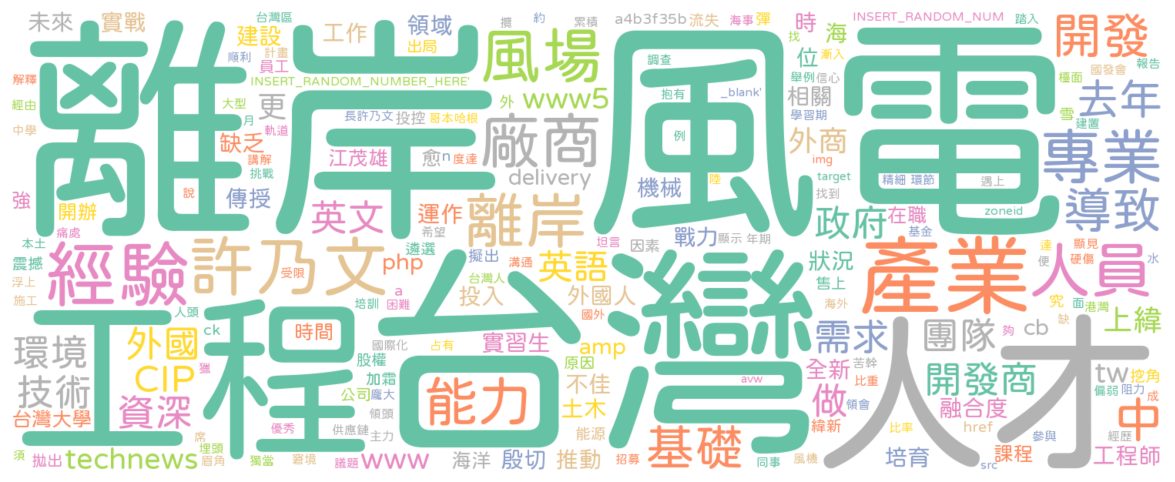 離岸風電
工程台灣人才
未來 實戰
台灣區 建設 員工 計畫 順利 出局
工作 領域
風場
a4b3f35b 流失 海事 彈
INSERT_RANDOM_NUM
約 累積 攬 找
踏入 漸入
時 海
開發
解釋
INSERT_RANDOM_NUMBER_HERE'
www5
調查 抱有
_blank'
位 舉例 信心
相關 學習期
檯面 國發會 報告
去年
雪 建置
經由 中學
大型 月 軌道
外 更
長許乃文 投控 哥本哈根
缺乏 講解 挑戰
江茂雄 愈 n 度達
廠商
delivery
例
外商 img
機械 target
陸 找到
精細 環節 遇上
zoneid
專業
導致
強 開辦 說 傳授
英文 運作 希望
離岸
戰力 顯示 年期
政府 在職 基金
痛處 本土 震撼 浮上 施工
經驗
許乃文
受限
遴選 php
擬出 溝通
坦言 因素
英語
台灣人 國外
投入 外國人
狀況 售上 海外
產業
人員
達 便 顯見 硬傷 水
究 面 港灣 缺
上緯
夠
人頭
a 培訓 困難
環境
外國
ck 時間
國際化 占有
實習生 amp
原因
需求
團隊 cb
技術
CIP
獵 股權 加霜
公司 龐大
能力
不佳
avw
全新 苦幹 比重
開發商
tw 挖角
偏弱 阻力 成
台灣大學
資深
優秀 供應鏈 傾頭 主力
土木
做 傾會
融合度
中
緯新 比率 href
參與 經歷
須 拋出
technews
席 埋頭 眉角
獨當 窘境 議題
www
海洋 殷切 推動
能源 招募
基礎
同事 風機
培育 src 課程
工程師